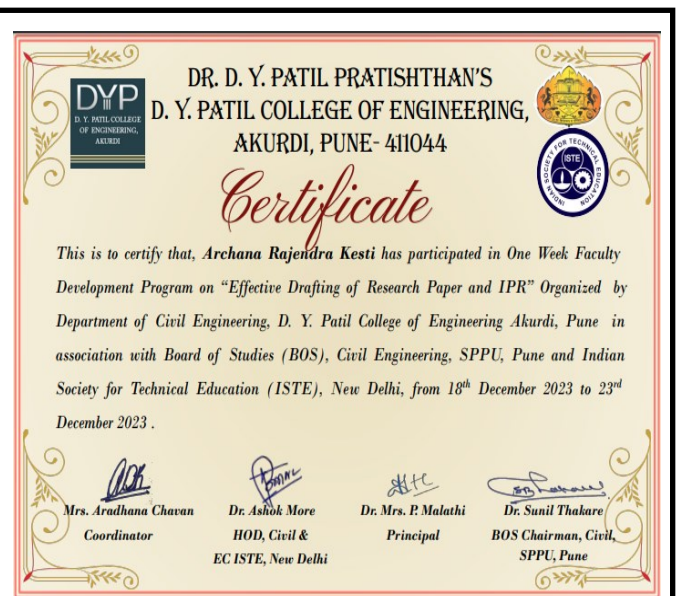 DYP
D. Y. PATIL COLLEGE
OF ENGINEERING,
AKURDI
DR. D. Y. PATIL PRATISHTHAN'S
D. Y. PATIL COLLEGE OF ENGINEERING,
AKURDI, PUNE- 411044
INDIAN SOCIETY FOR TECHNICAL EDUCATION
ISTE
Certificate
This is to certify that, Archana Rajendra Kesti has participated in One Week Faculty
Development Program on “Effective Drafting of Research Paper and IPR” Organized by
Department of Civil Engineering, D. Y. Patil College of Engineering Akurdi, Pune in
association with Board of Studies (BOS), Civil Engineering, SPPU, Pune and Indian
Society for Technical Education (ISTE), New Delhi, from 18th December 2023 to 23rd
December 2023 .
Mrs. Aradhana Chavan
Coordinator
Dr. Ashok More
HOD, Civil &
EC ISTE, New Delhi
Dr. Mrs. P. Malathi
Principal
Dr. Sunil Thakare
BOS Chairman, Civil,
SPPU, Pune